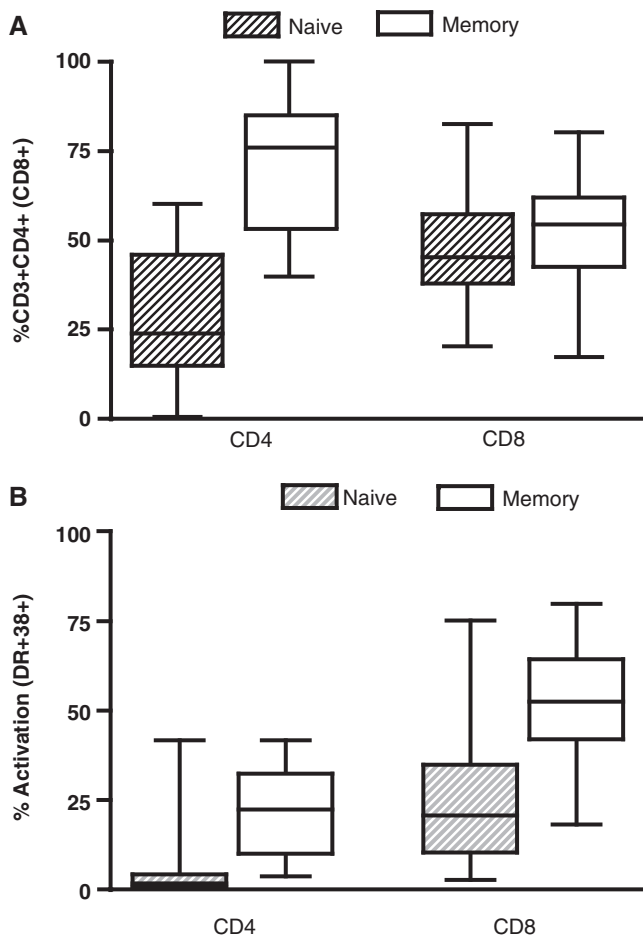 A
Naive
Memory
%CD3+CD4+ (CD8+)
100
75
50
25
0
CD4
CD8
B
Naive
Memory
% Activation (DR+38+)
100
75
50
25
0
CD4
CD8